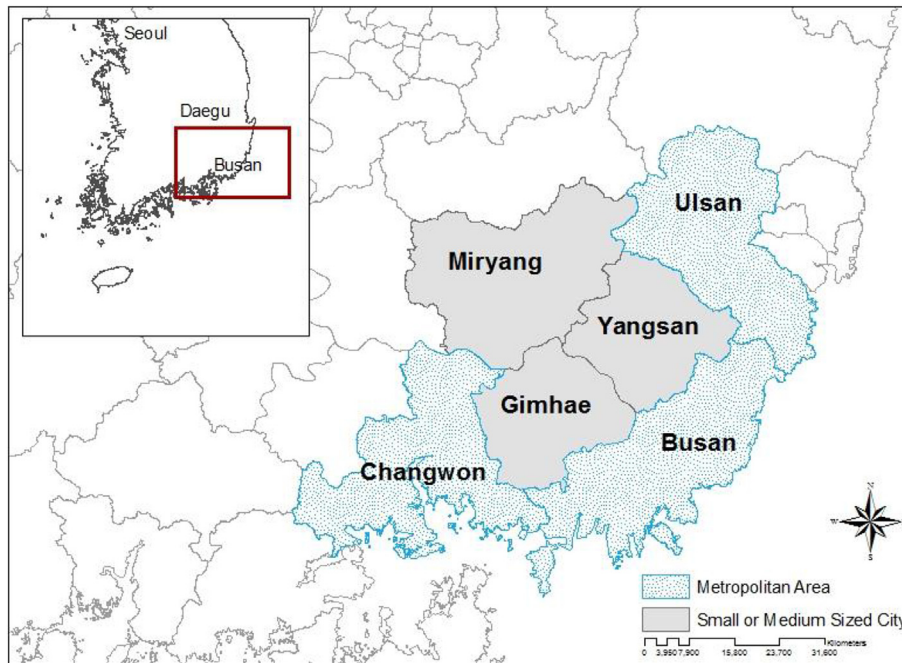 Seoul
Daegu
Busan
Ulsan
Miryang
Yangsan
Gimhae
Busan
Changwon
N
W
S
Metropolitan Area
Small or Medium Sized City
Kilometers
0 3,950 7,900 15,800 23,700 31,600